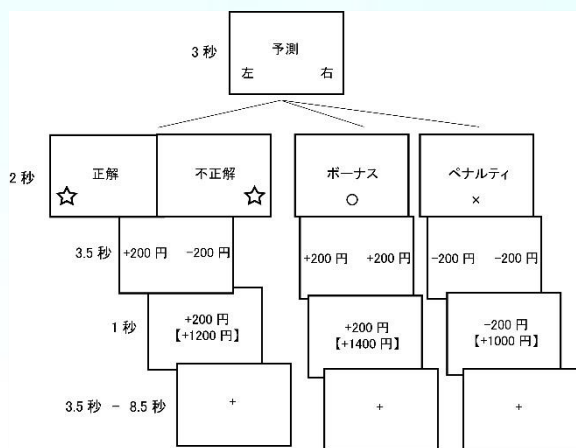 3 秒
予測
左 右
2 秒
正解 不正解
☆ ☆
ボーナス
○
ペナルティ
×
3.5 秒
+200 円 −200 円
+200 円 +200 円
−200 円 −200 円
1 秒
+200 円
【+1200 円】
+200 円
【+1400 円】
−200 円
【+1000 円】
3.5 秒 − 8.5 秒
+
+
+